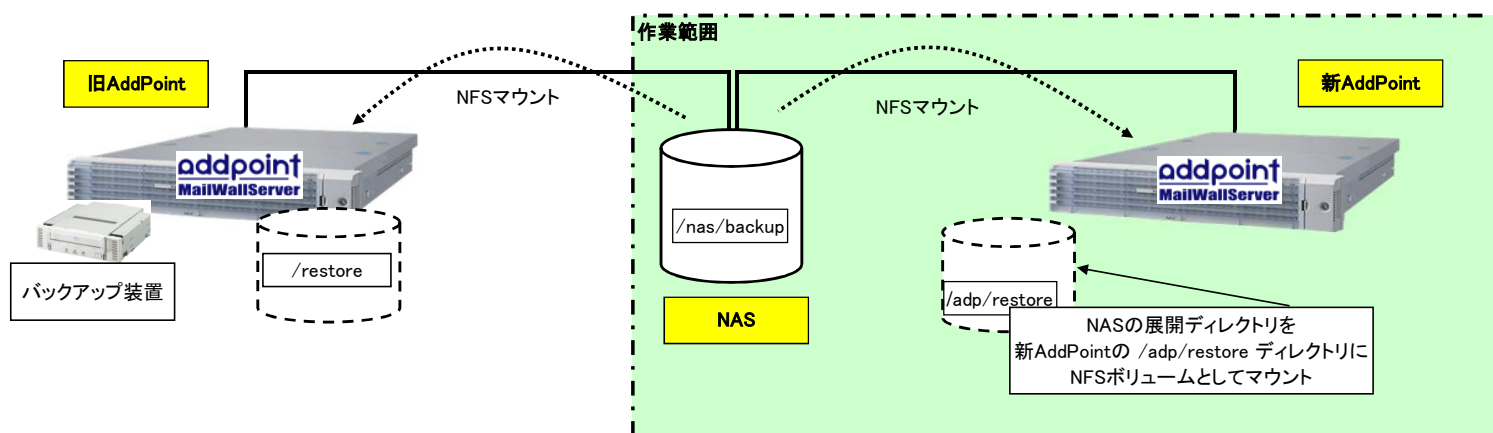 作業範囲
旧AddPoint
NFSマウント
NFSマウント
新AddPoint
addpoint
MailWallServer
addpoint
MailWallServer
/nas/backup
/restore
バックアップ装置
/adp/restore
NAS
NASの展開ディレクトリを
新AddPointの /adp/restore ディレクトリに
NFSボリュームとしてマウント